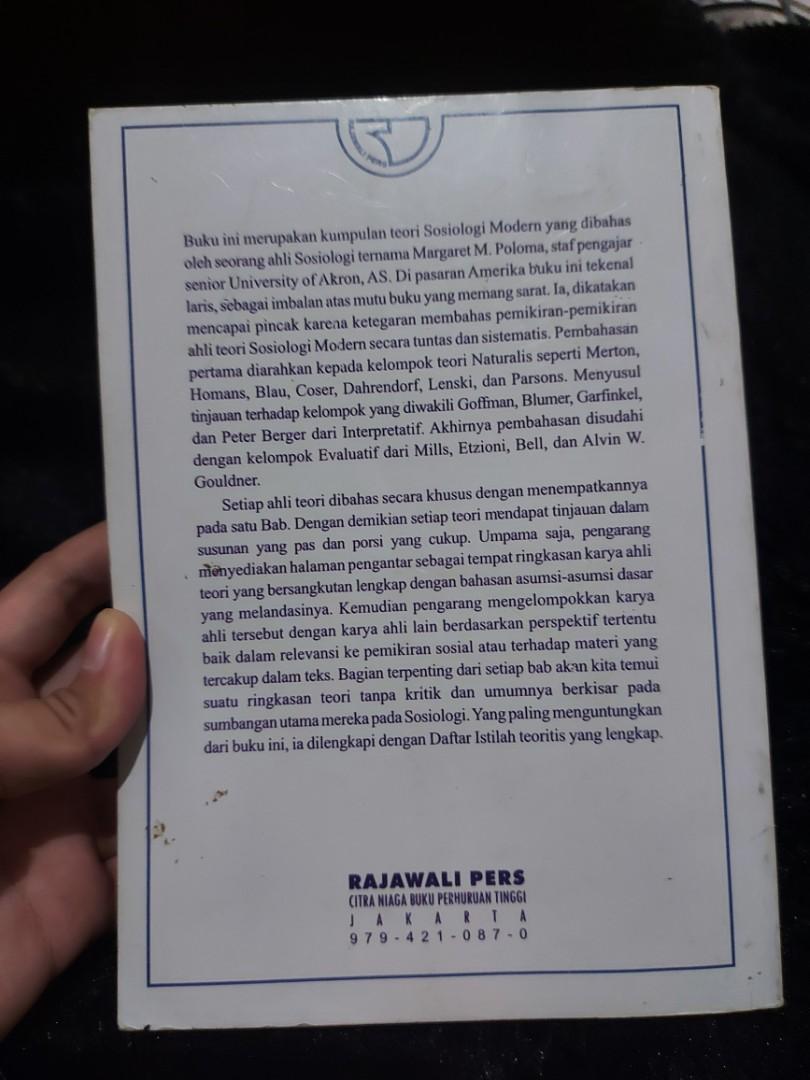 RAJAWALI PERS
Buku ini merupakan kumpulan teori Sosiologi Modern yang dibahas
oleh seorang ahli Sosiologi ternama Margaret M. Poloma, staf pengajar
senior University of Akron, AS. Di pasaran Amerika buku ini tekenal
laris, sebagai imbalan atas mutu buku yang memang sarat. Ia, dikatakan
mencapai pincak karena ketegaran membahas pemikiran-pemikiran
ahli teori Sosiologi Modern secara tuntas dan sistematis. Pembahasan
pertama diarahkan kepada kelompok teori Naturalis seperti Merton,
Homans, Blau, Coser, Dahrendorf, Lenski, dan Parsons. Menyusul
tinjauan terhadap kelompok yang diwakili Goffman, Blumer, Garfinkel,
dan Peter Berger dari Interpretatif. Akhirnya pembahasan disudahi
dengan kelompok Evaluatif dari Mills, Etzioni, Bell, dan Alvin W.
Gouldner.
Setiap ahli teori dibahas secara khusus dengan menempatkannya
pada satu Bab. Dengan demikian setiap teori mendapat tinjauan dalam
susunan yang pas dan porsi yang cukup. Umpama saja, pengarang
menyediakan halaman pengantar sebagai tempat ringkasan karya ahli
teori yang bersangkutan lengkap dengan bahasan asumsi-asumsi dasar
yang melandasinya. Kemudian pengarang mengelompokkan karya
ahli tersebut dengan karya ahli lain berdasarkan perspektif tertentu
baik dalam relevansi ke pemikiran sosial atau terhadap materi yang
tercakup dalam teks. Bagian terpenting dari setiap bab akan kita temui
suatu ringkasan teori tanpa kritik dan umumnya berkisar pada
sumbangan utama mereka pada Sosiologi. Yang paling menguntungkan
dari buku ini, ia dilengkapi dengan Daftar Istilah teoritis yang lengkap.
RAJAWALI PERS
CITRA NIAGA BUKU PERHURUAN TINGGI
JAKARTA
979-421-087-0